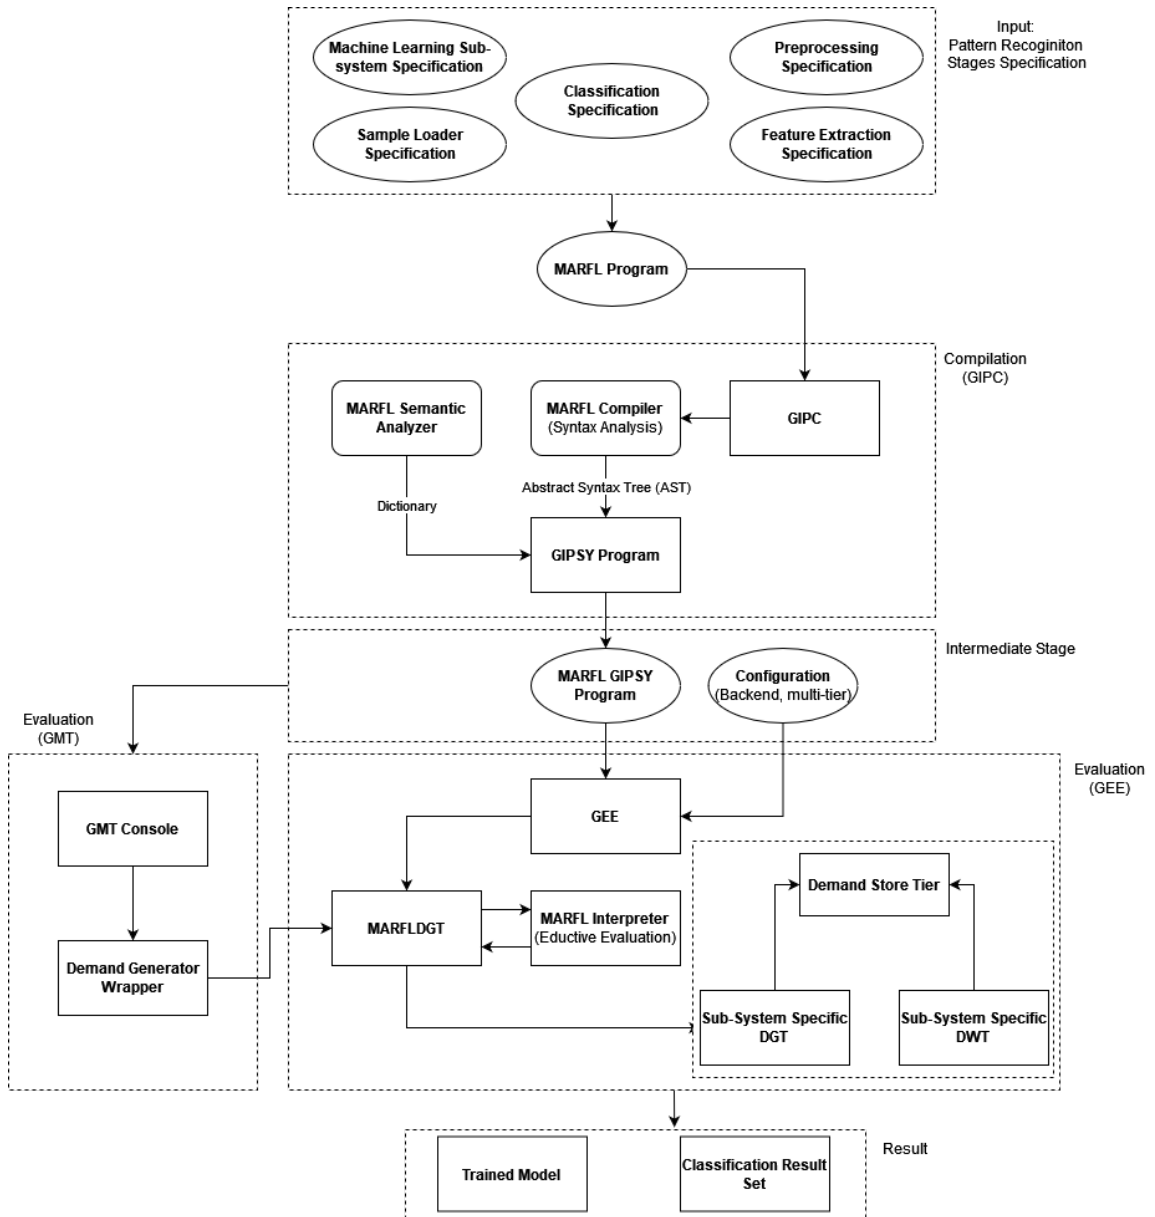 Input:
Pattern Recoginiton
Stages Specification
Machine Learning Sub-
system Specification
Preprocessing
Specification
Classification
Specification
Sample Loader
Specification
Feature Extraction
Specification
MARFL Program
Compilation
(GIPC)
MARFL Semantic
Analyzer
MARFL Compiler
(Syntax Analysis)
GIPC
Abstract Syntax Tree (AST)
Dictionary
GIPSY Program
Intermediate Stage
MARFL GIPSY
Program
Configuration
(Backend, multi-tier)
Evaluation
(GMT)
Evaluation
(GEE)
GMT Console
GEE
Demand Store Tier
MARFLDGT
MARFL Interpreter
(Eductive Evaluation)
Demand Generator
Wrapper
Sub-System Specific
DGT
Sub-System Specific
DWT
Result
Trained Model
Classification Result
Set